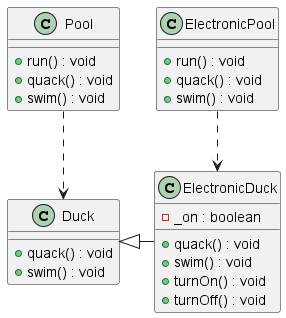 C Pool
+ run() : void
+ quack() : void
+ swim() : void
C ElectronicPool
+ run() : void
+ quack() : void
+ swim() : void
C Duck
+ quack() : void
+ swim() : void
C ElectronicDuck
_on : boolean
+ quack() : void
+ swim() : void
+ turnOn() : void
+ turnOff() : void